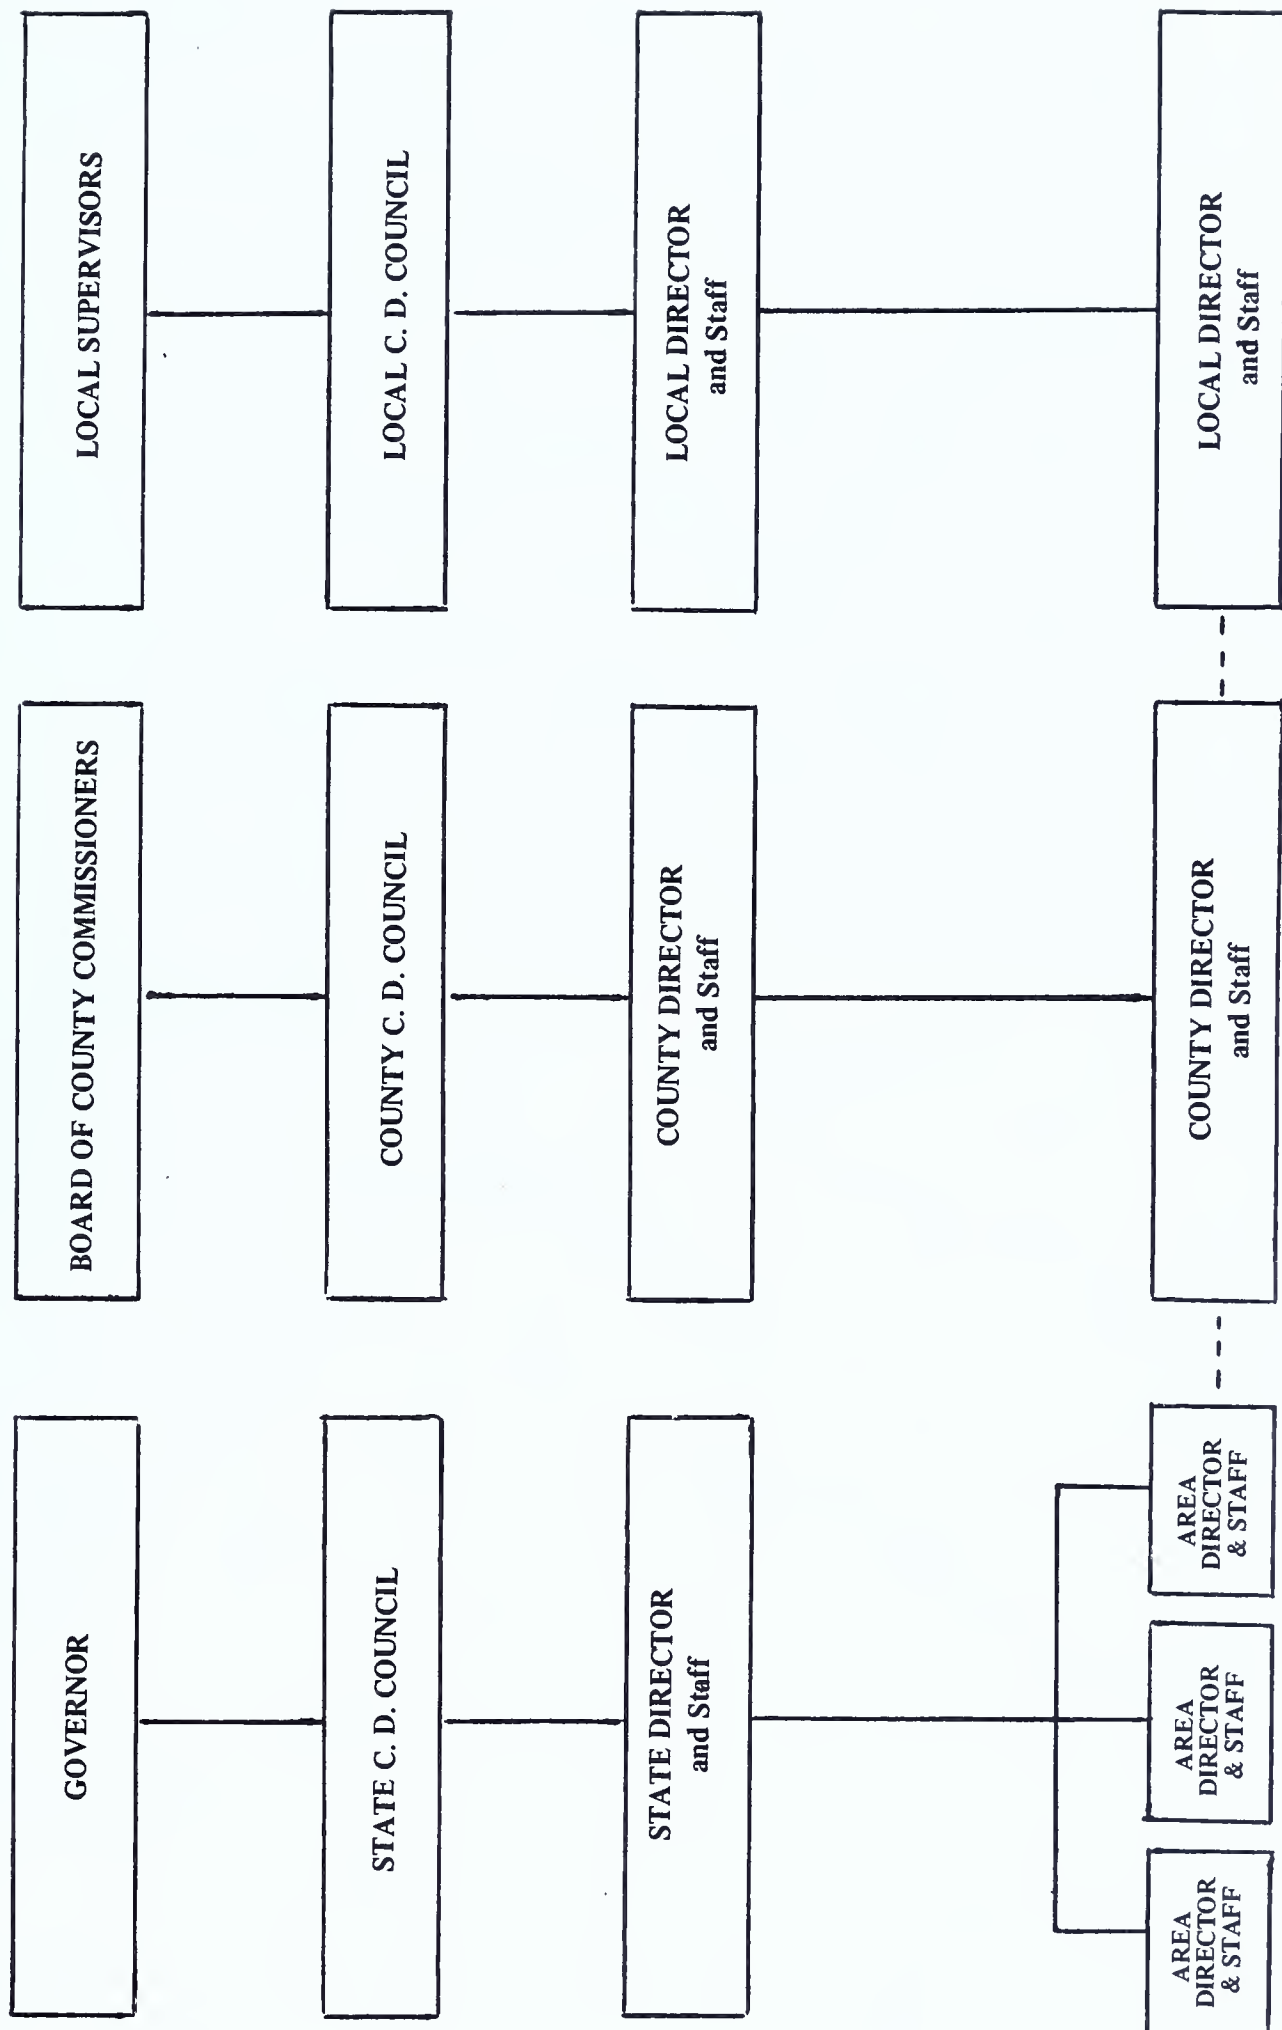 GOVERNOR
BOARD OF COUNTY COMMISSIONERS
LOCAL SUPERVISORS
STATE C. D. COUNCIL
COUNTY C. D. COUNCIL
LOCAL C. D. COUNCIL
STATE DIRECTOR
and Staff
COUNTY DIRECTOR
and Staff
LOCAL DIRECTOR
and Staff
AREA
DIRECTOR
& STAFF
AREA
DIRECTOR
& STAFF
AREA
DIRECTOR
& STAFF
COUNTY DIRECTOR
and Staff
LOCAL DIRECTOR
and Staff